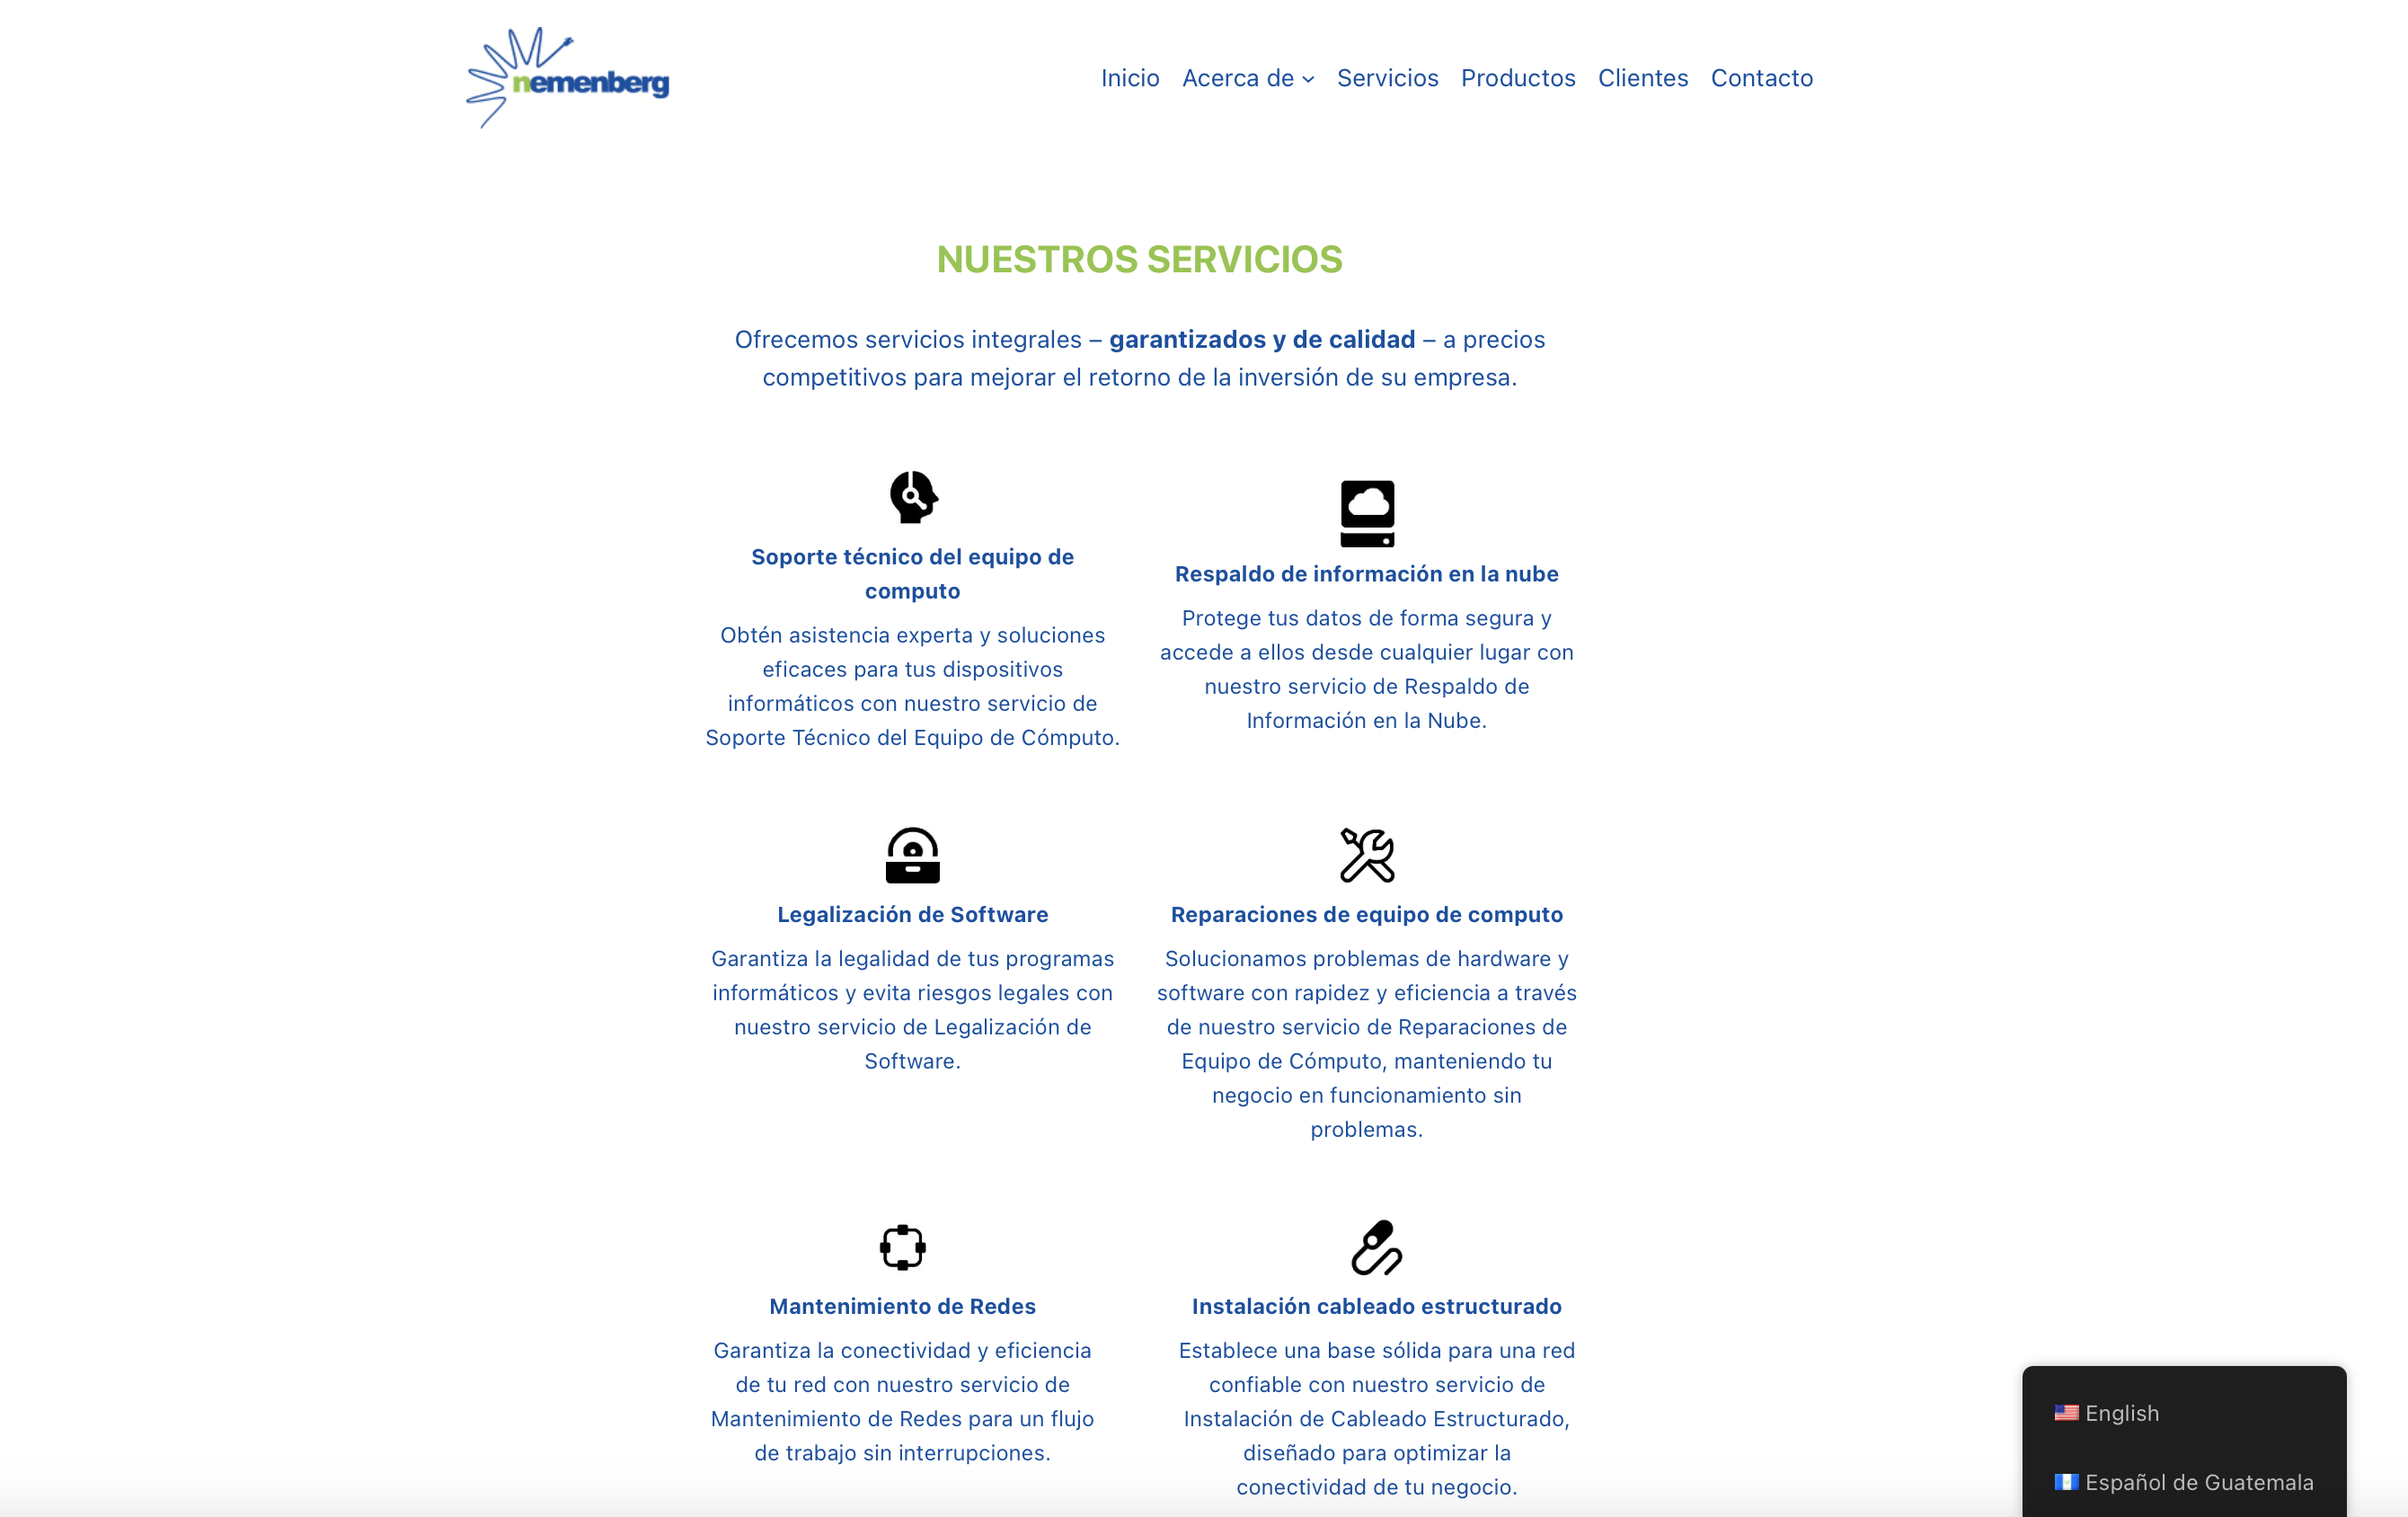 nemenberg
Inicio Acerca de Servicios Productos Clientes Contacto
NUESTROS SERVICIOS
Ofrecemos servicios integrales – garantizados y de calidad – a precios
competitivos para mejorar el retorno de la inversión de su empresa.
Soporte técnico del equipo de
computo
Obtén asistencia experta y soluciones
eficaces para tus dispositivos
informáticos con nuestro servicio de
Soporte Técnico del Equipo de Cómputo.
Respaldo de información en la nube
Protege tus datos de forma segura y
accede a ellos desde cualquier lugar con
nuestro servicio de Respaldo de
Información en la Nube.
Legalización de Software
Garantiza la legalidad de tus programas
informáticos y evita riesgos legales con
nuestro servicio de Legalización de
Software.
Reparaciones de equipo de computo
Solucionamos problemas de hardware y
software con rapidez y eficiencia a través
de nuestro servicio de Reparaciones de
Equipo de Cómputo, manteniendo tu
negocio en funcionamiento sin
problemas.
Mantenimiento de Redes
Garantiza la conectividad y eficiencia
de tu red con nuestro servicio de
Mantenimiento de Redes para un flujo
de trabajo sin interrupciones.
Instalación cableado estructurado
Establece una base sólida para una red
confiable con nuestro servicio de
Instalación de Cableado Estructurado,
diseñado para optimizar la
conectividad de tu negocio.
English
Español de Guatemala